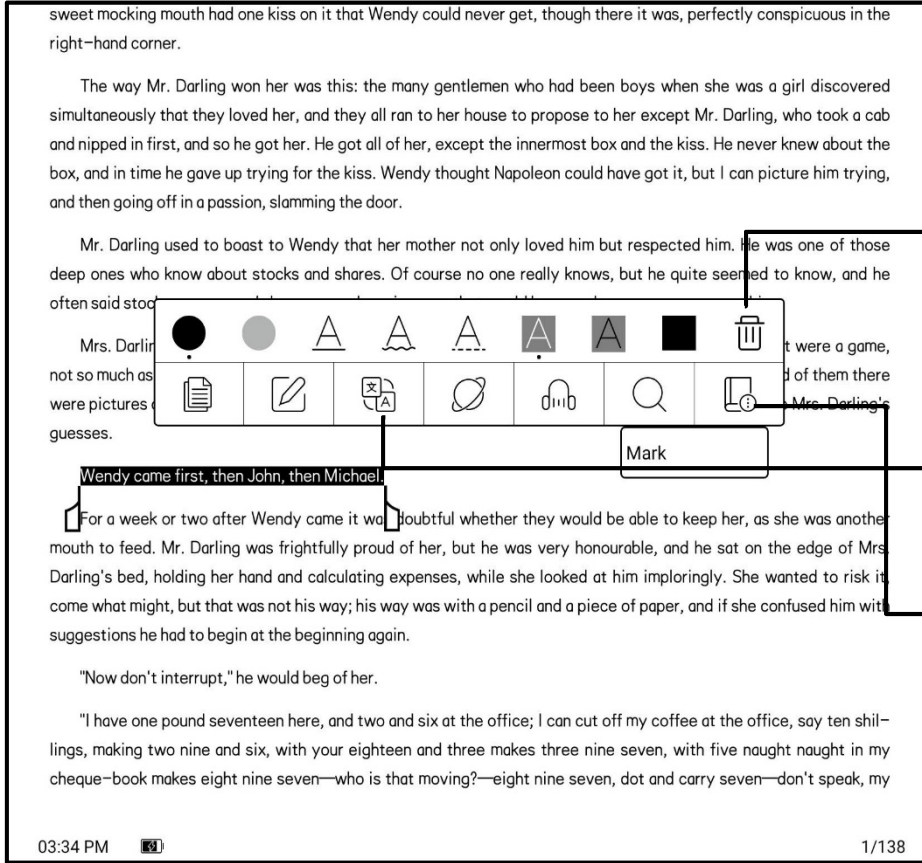 sweet mocking mouth had one kiss on it that Wendy could never get, though there it was, perfectly conspicuous in the
right-hand corner.
The way Mr. Darling won her was this: the many gentlemen who had been boys when she was a girl discovered
simultaneously that they loved her, and they all ran to her house to propose to her except Mr. Darling, who took a cab
and nipped in first, and so he got her. He got all of her, except the innermost box and the kiss. He never knew about the
box, and in time he gave up trying for the kiss. Wendy thought Napoleon could have got it, but I can picture him trying,
and then going off in a passion, slamming the door.
Mr. Darling used to boast to Wendy that her mother not only loved him but respected him. He was one of those
deep ones who know about stocks and shares. Of course no one really knows, but he quite seemed to know, and he
often said
A A A A A
Mrs. t were a game,
not so much as d of them there
文 A
were pictures Mrs. Darling's
guesses.
Mark
Wendy came first, then John, then Michael.
For a week or two after Wendy came it was doubtful whether they would be able to keep her, as she was another
mouth to feed. Mr. Darling was frightfully proud of her, but he was very honourable, and he sat on the edge of Mrs.
Darling's bed, holding her hand and calculating expenses, while she looked at him imploringly. She wanted to risk it,
come what might, but that was not his way; his way was with a pencil and a piece of paper, and if she confused him with
suggestions he had to begin at the beginning again.
"Now don't interrupt," he would beg of her.
"I have one pound seventeen here, and two and six at the office; I can cut off my coffee at the office, say ten shil-
lings, making two nine and six, with your eighteen and three makes three nine seven, with five naught naught in my
cheque-book makes eight nine seven—who is that moving?—eight nine seven, dot and carry seven—don't speak, my
03:34 PM 1/138